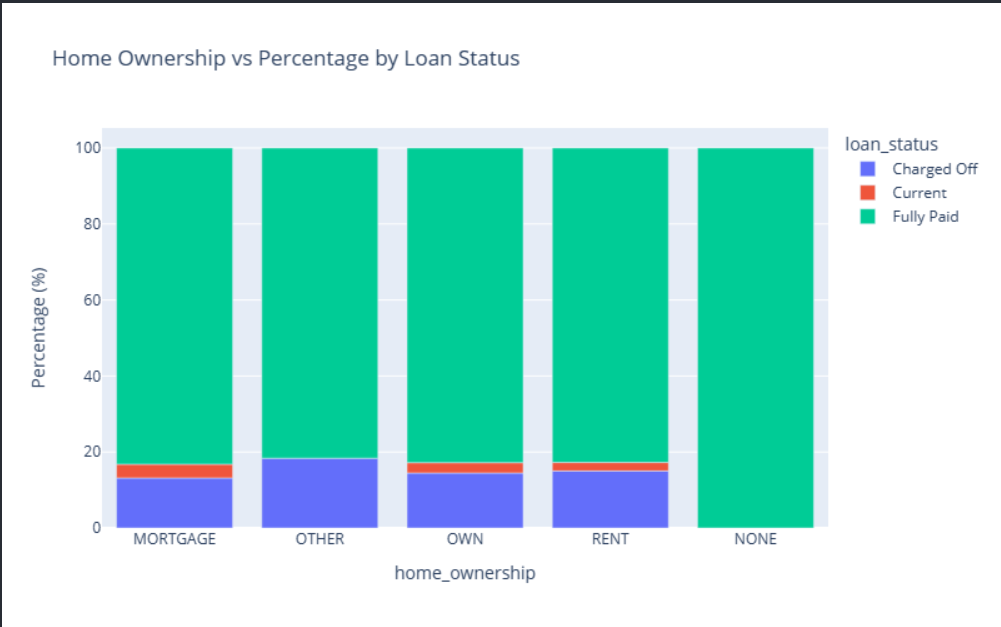 Home Ownership vs Percentage by Loan Status
loan_status
Charged Off
Current
Fully Paid
Percentage (%)
100
80
60
40
20
0
MORTGAGE
OTHER
OWN
RENT
NONE
home_ownership